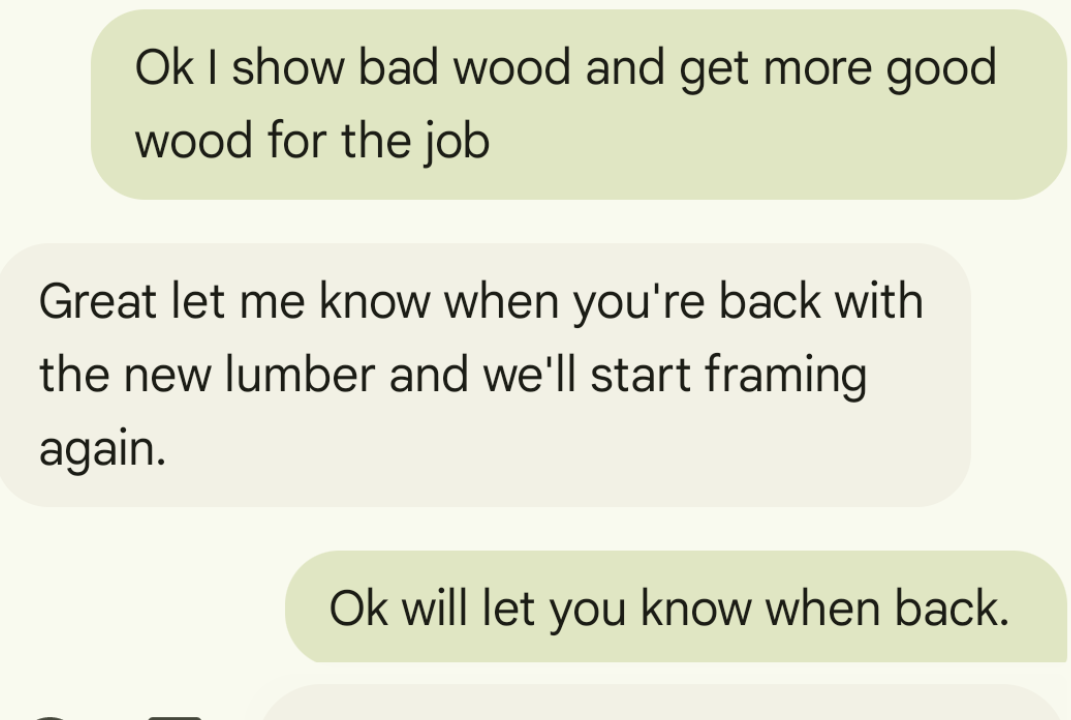 Ok I show bad wood and get more good
wood for the job
Great let me know when you're back with
the new lumber and we'll start framing
again.
Ok will let you know when back.